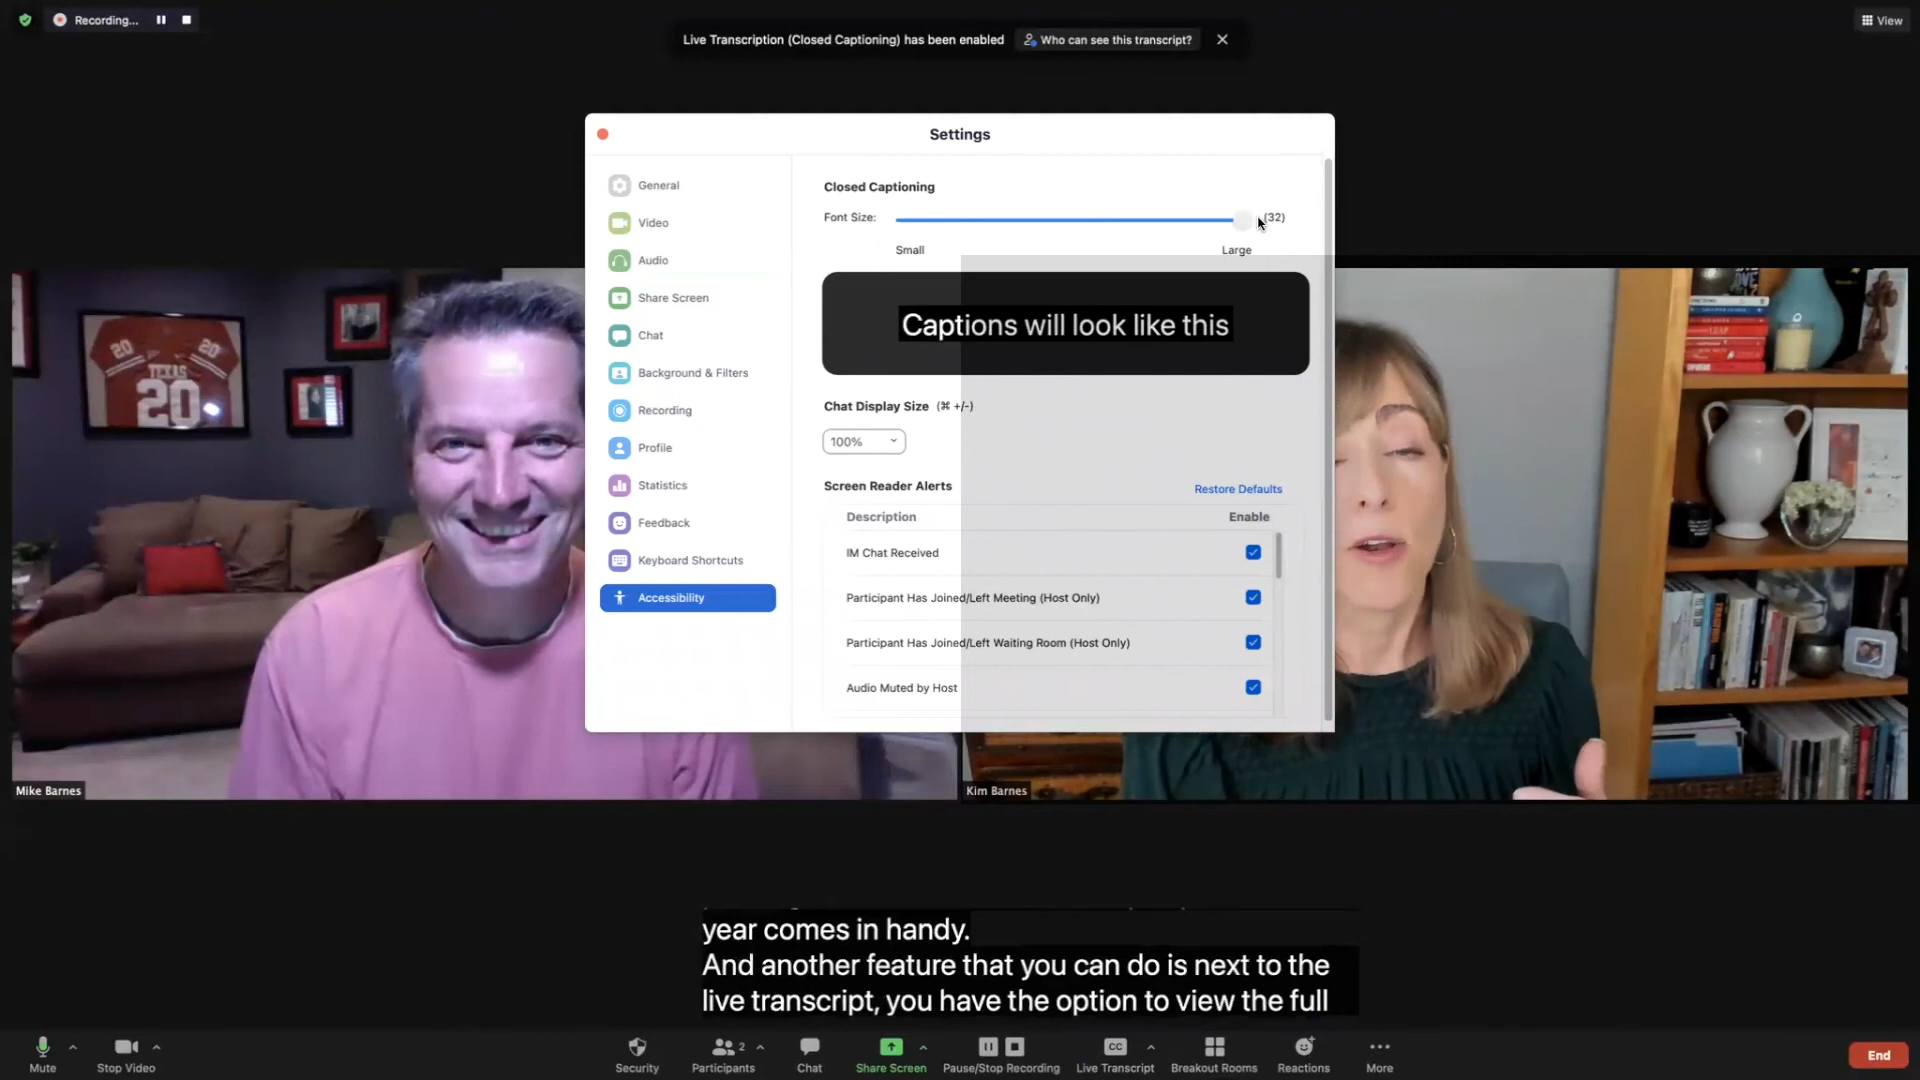 Recording...
View
Live Transcription (Closed Captioning) has been enabled
Who can see this transcript?
Settings
General
Video
Audio
Share Screen
Chat
Background & Filters
Recording
Profile
Statistics
Feedback
Keyboard Shortcuts
Accessibility
Closed Captioning
Font Size:
(32)
Small
Large
Captions will look like this
Chat Display Size (⌘ +/-)
100%
Screen Reader Alerts
Restore Defaults
Description
Enable
IM Chat Received
Participant Has Joined/Left Meeting (Host Only)
Participant Has Joined/Left Waiting Room (Host Only)
Audio Muted by Host
20
20
TEXAS
20
Mike Barnes
Kim Barnes
year comes in handy.
And another feature that you can do is next to the
live transcript, you have the option to view the full
Mute
Stop Video
Security
Participants
2
Chat
Share Screen
Pause/Stop Recording
CC
Live Transcript
Breakout Rooms
Reactions
More
End